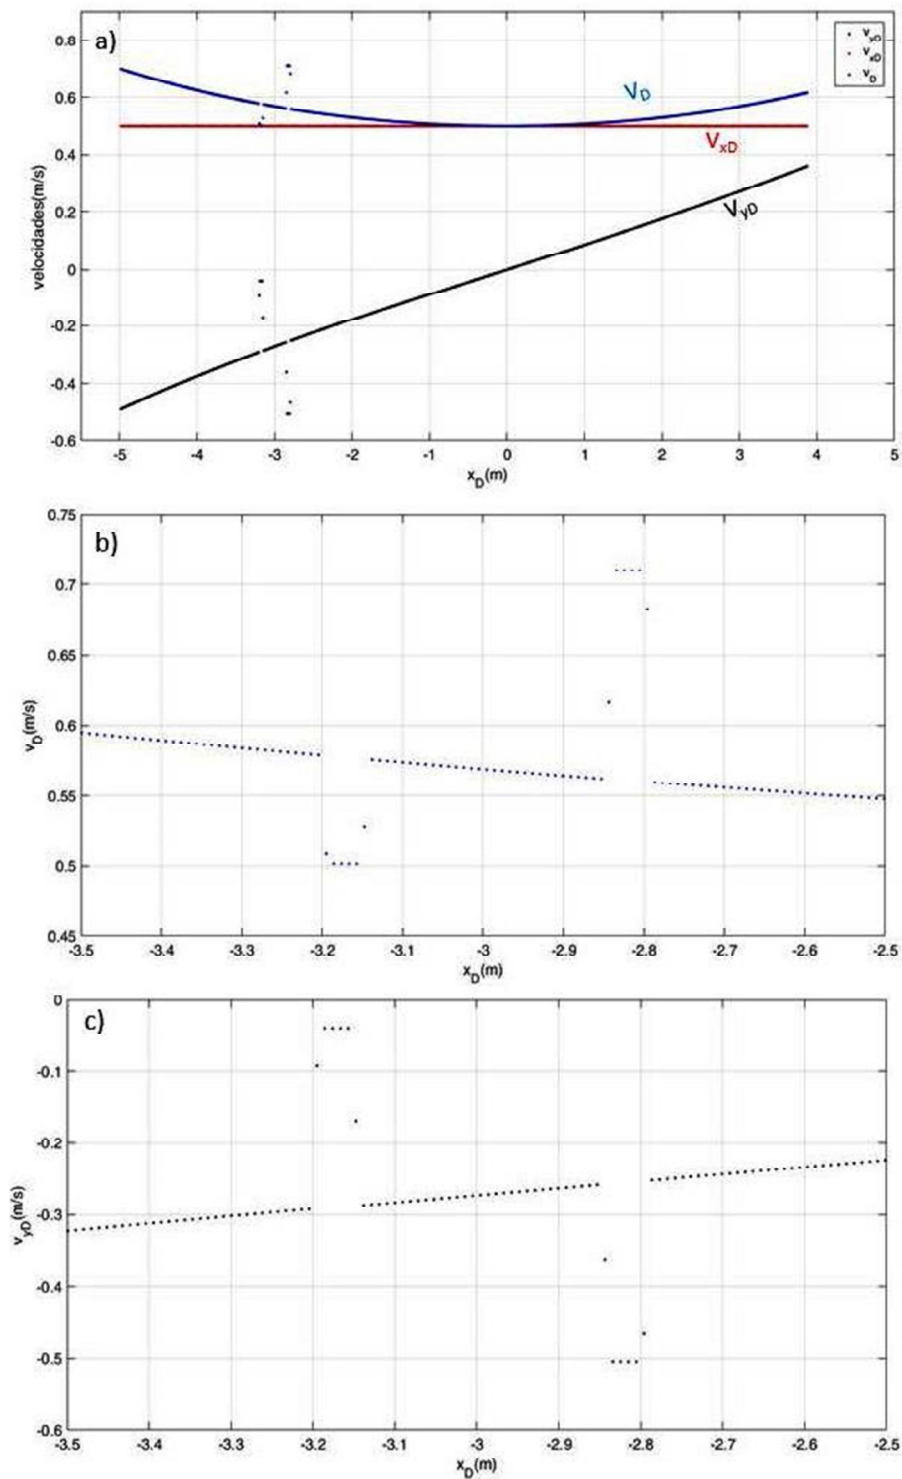 a)
0.8
0.6
0.4
0.2
0
-0.2
-0.4
-0.6
velocidades(m/s)
V_yD
V_xD
V_D
V_D
V_xD
V_yD
-5 -4 -3 -2 -1 0 1 2 3 4 5
x_D(m)
b)
0.75
0.7
0.65
0.6
0.55
0.5
0.45
v_D(m/s)
-3.5 -3.4 -3.3 -3.2 -3.1 -3 -2.9 -2.8 -2.7 -2.6 -2.5
x_D(m)
c)
0
-0.1
-0.2
-0.3
-0.4
-0.5
-0.6
v_yD(m/s)
-3.5 -3.4 -3.3 -3.2 -3.1 -3 -2.9 -2.8 -2.7 -2.6 -2.5
x_D(m)